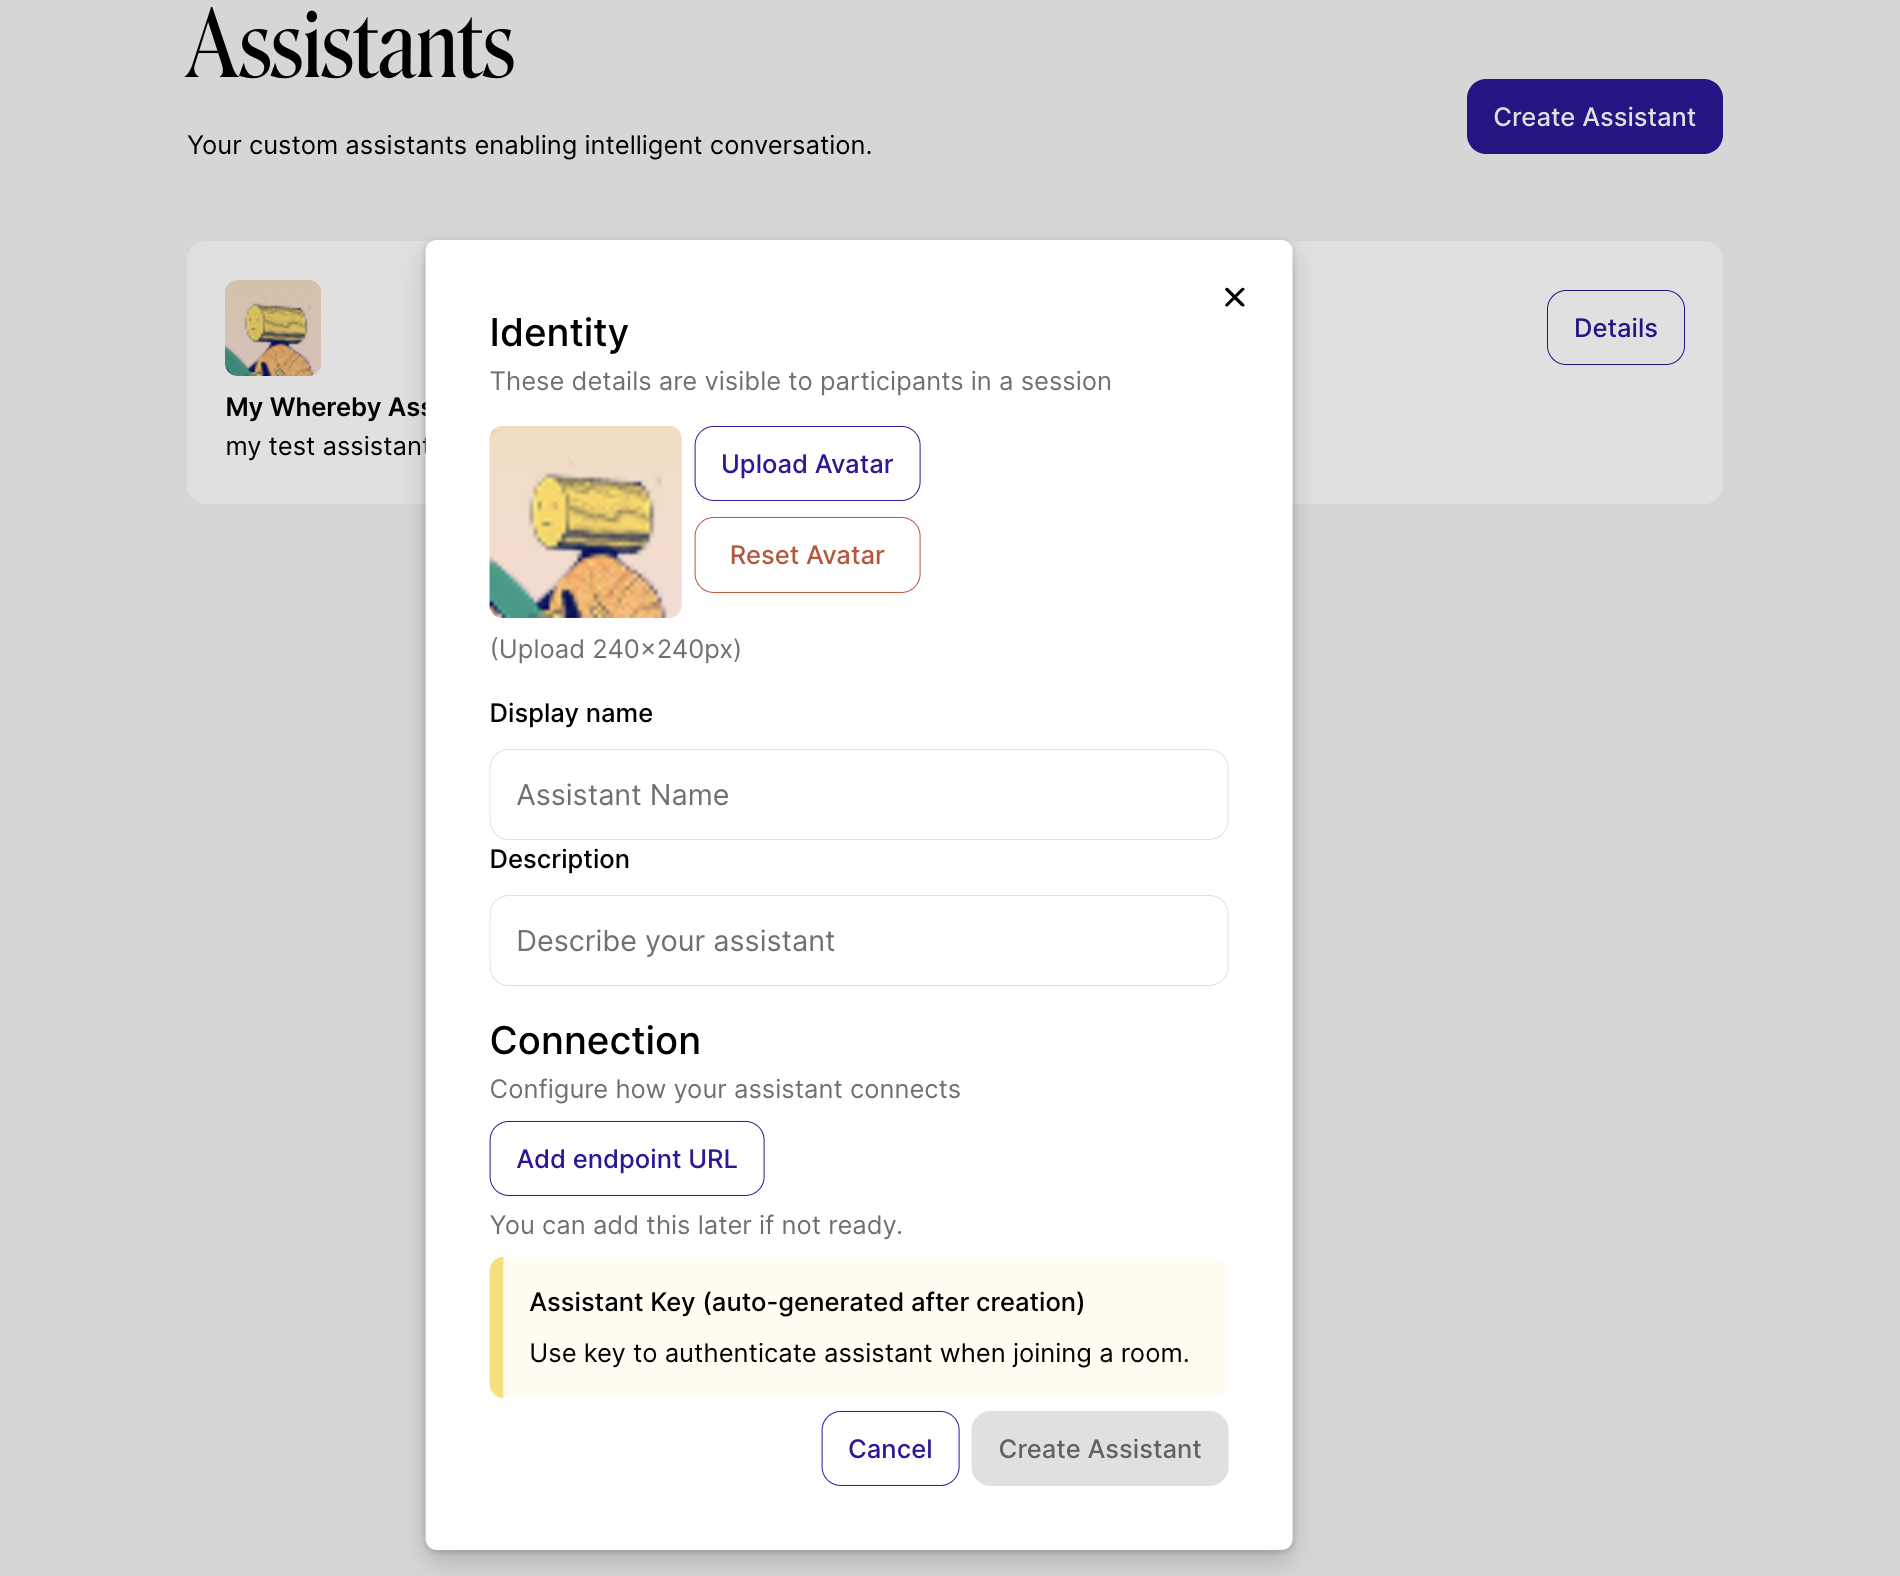 Assistants
Create Assistant
Your custom assistants enabling intelligent conversation.
Details
My Whereby
my test assistant
Identity
These details are visible to participants in a session
Upload Avatar
Reset Avatar
(Upload 240×240px)
Display name
Assistant Name
Description
Describe your assistant
Connection
Configure how your assistant connects
Add endpoint URL
You can add this later if not ready.
Assistant Key (auto-generated after creation)
Use key to authenticate assistant when joining a room.
Cancel
Create Assistant